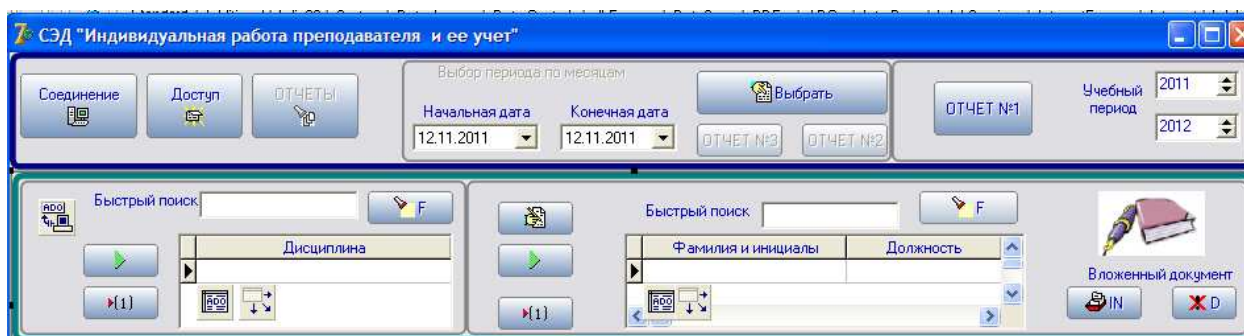 СЭД "Индивидуальная работа преподавателя и ее учет"
Соединение
Доступ
ОТЧЕТЫ
Выбор периода по месяцам
Начальная дата
Конечная дата
12.11.2011
12.11.2011
Выбрать
ОТЧЕТ №3
ОТЧЕТ №2
ОТЧЕТ №1
Учебный
период
2011
2012
ADO
Быстрый поиск
F
Дисциплина
(1)
ADO
Быстрый поиск
F
Фамилия и инициалы
Должность
(1)
ADO
Вложенный документ
IN
D